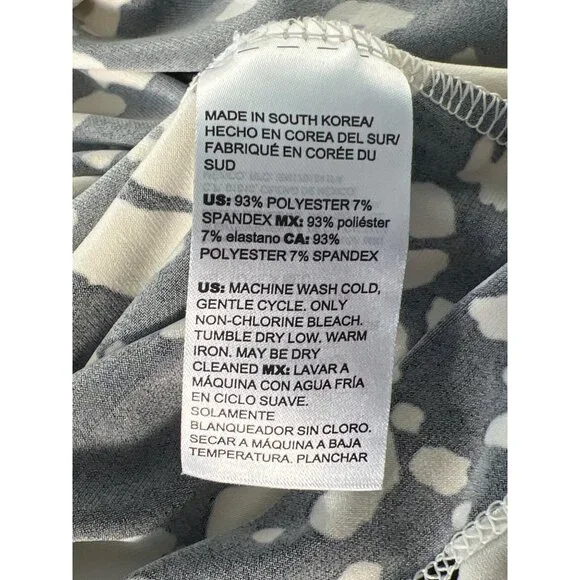 MADE IN SOUTH KOREA/
HECHO EN COREA DEL SUR/
FABRIQUÉ EN CORÉE DU
SUD
US: 93% POLYESTER 7%
SPANDEX MX: 93% poliéster
7% elastano CA: 93%
POLYESTER 7% SPANDEX
US: MACHINE WASH COLD,
GENTLE CYCLE. ONLY
NON-CHLORINE BLEACH.
TUMBLE DRY LOW. WARM
IRON. MAY BE DRY
CLEANED MX: LAVAR A
MÁQUINA CON AGUA FRÍA
EN CICLO SUAVE.
SOLAMENTE
BLANQUEADOR SIN CLORO.
SECAR A MÁQUINA A BAJA
TEMPERATURA. PLANCHAR